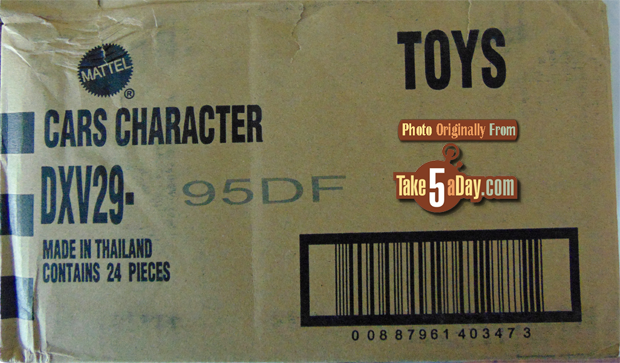 MATTEL
®
TOYS
CARS CHARACTER
Photo Originally From
Take5aDay.com
DXV29- 95DF
MADE IN THAILAND
CONTAINS 24 PIECES
0 08 87961 40347 3